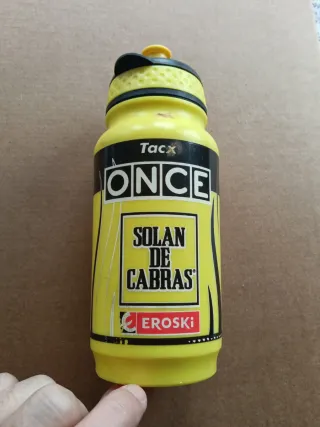 Tacx
ONCE
SOLAN
DE
CABRAS
EROSKi